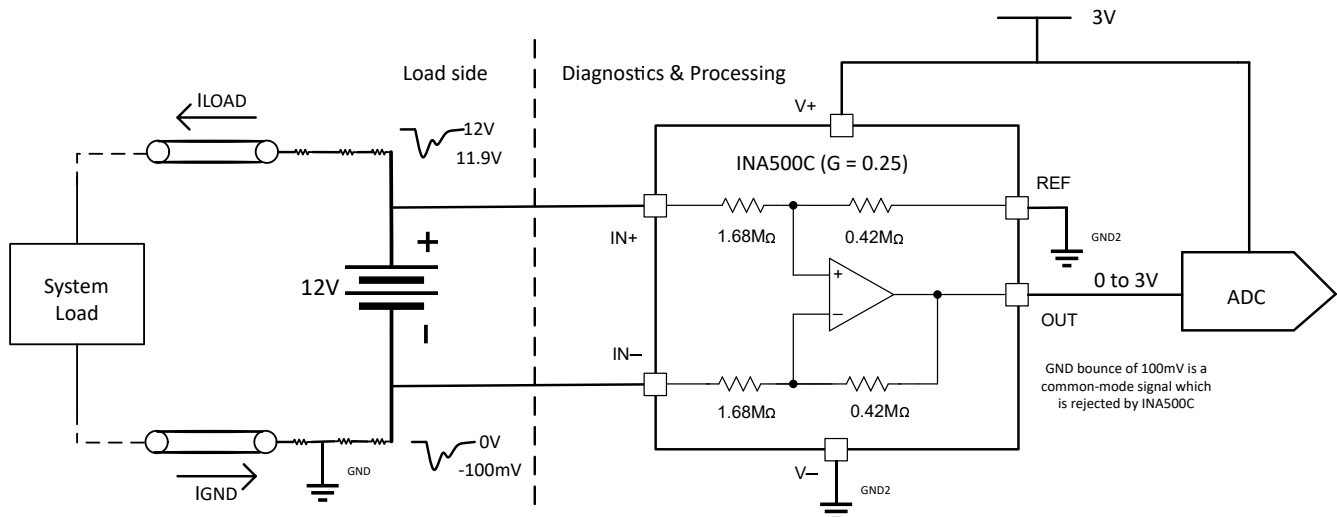 3V
Load side
Diagnostics & Processing
ILOAD
V+
12V
11.9V
INA500C (G = 0.25)
REF
IN+
1.68MΩ
0.42MΩ
GND2
+
+
System
Load
12V
0 to 3V
ADC
–
–
OUT
IN–
GND bounce of 100mV is a
common-mode signal which
is rejected by INA500C
1.68MΩ
0.42MΩ
0V
-100mV
GND
IGND
V–
GND2